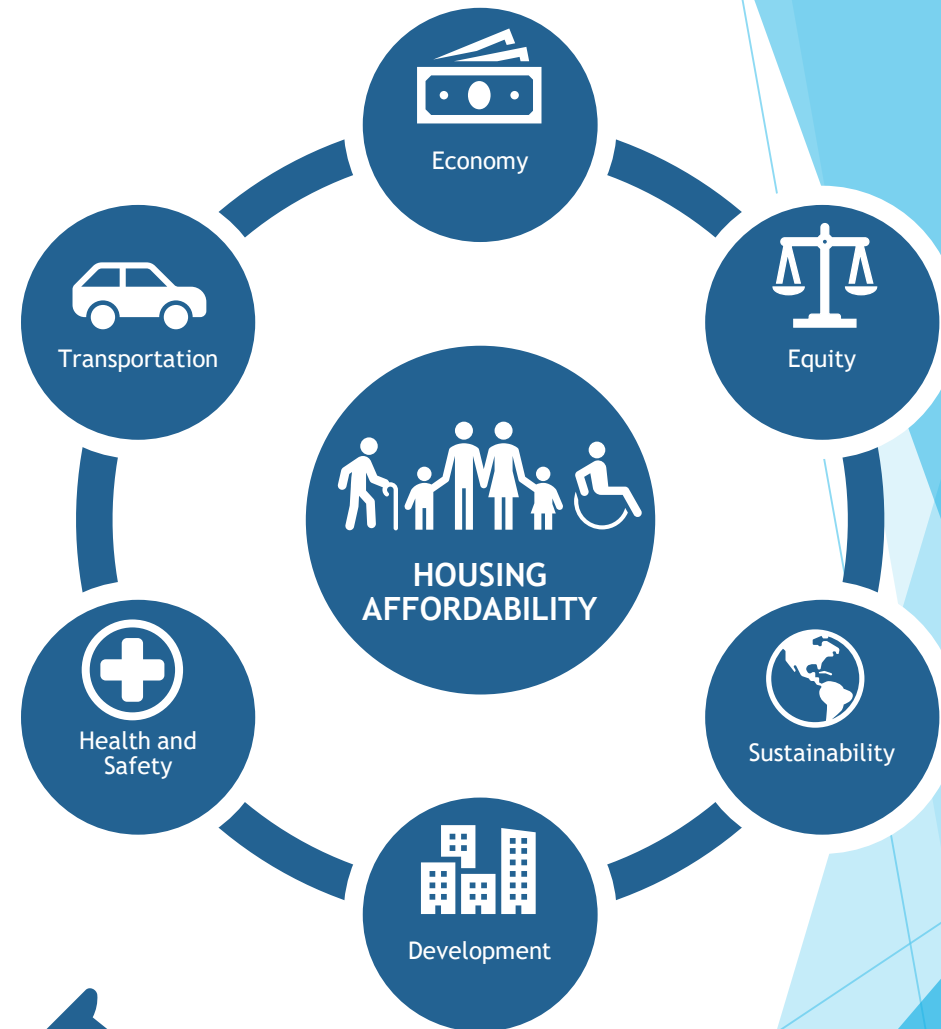 Economy
Equity
Transportation
HOUSING
AFFORDABILITY
Health and
Safety
Sustainability
Development